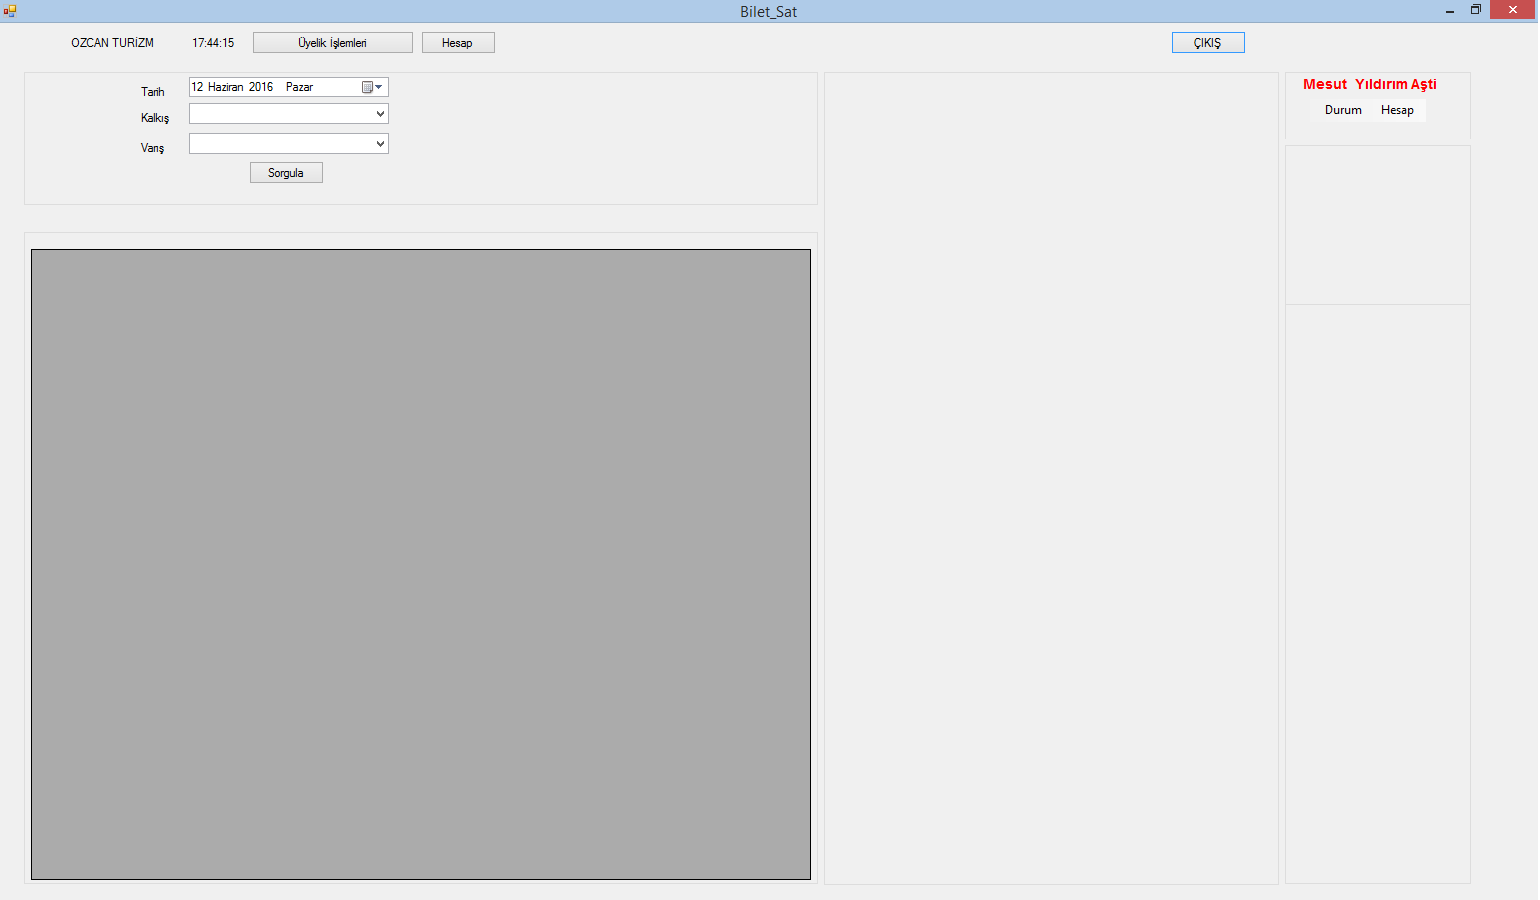 Bilet_Sat
OZCAN TURİZM 17:44:15 Üyelik İşlemleri Hesap ÇIKIŞ
Tarih 12 Haziran 2016 Pazar
Kalkış
Varış
Sorgula
Mesut Yıldırım Aşti
Durum Hesap